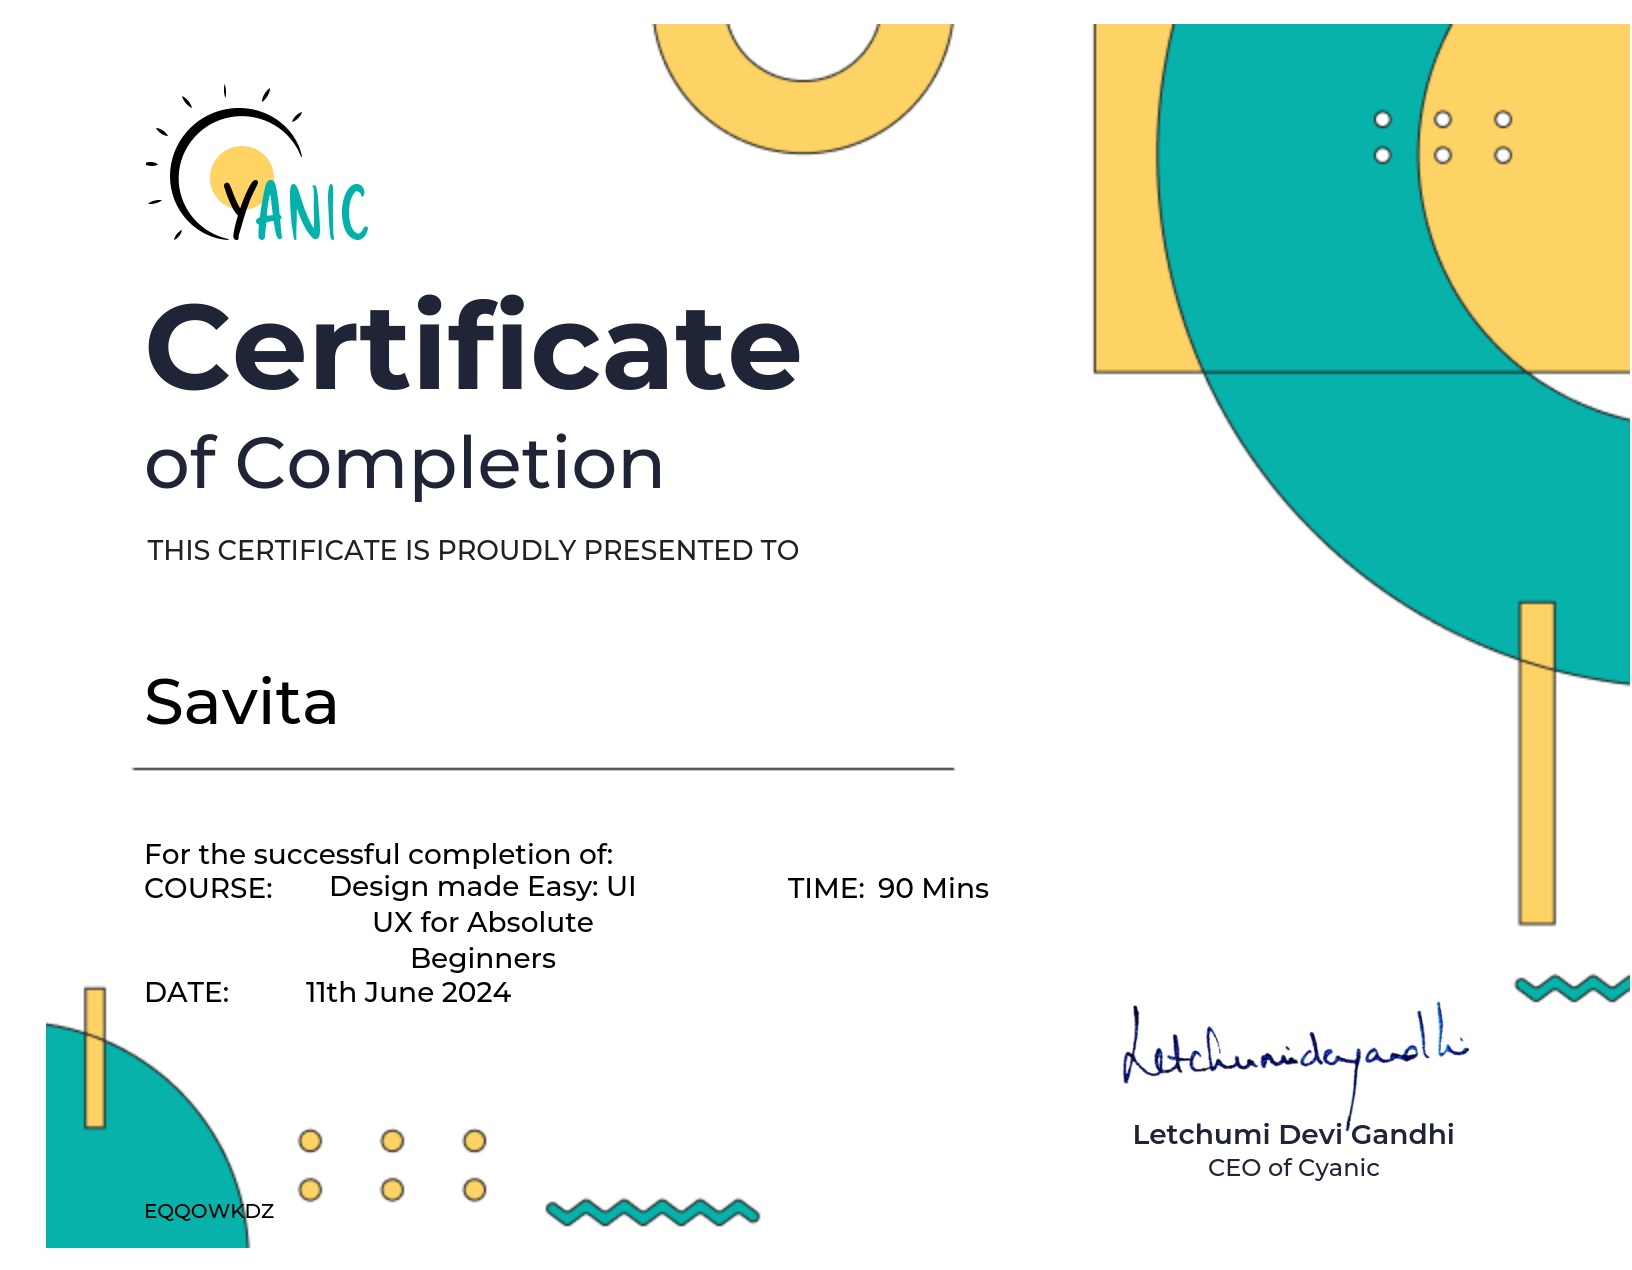 CYANIC
Certificate
of Completion
THIS CERTIFICATE IS PROUDLY PRESENTED TO
Savita
For the successful completion of:
COURSE: Design made Easy: UI
UX for Absolute
Beginners
TIME: 90 Mins
DATE: 11th June 2024
Letchumidevgandhi
Letchumi Devi Gandhi
CEO of Cyanic
EQQOWKDZ